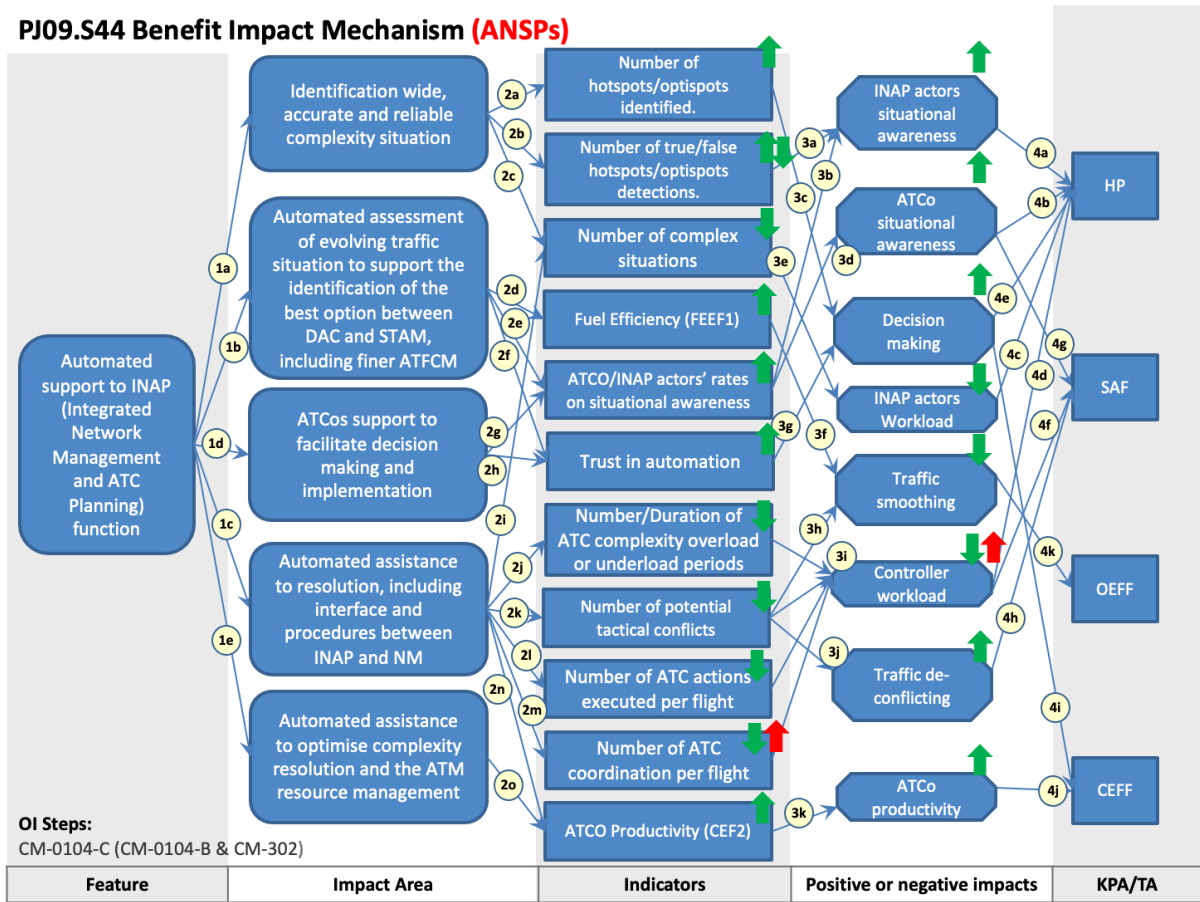 PJ09.S44 Benefit Impact Mechanism (ANSPs)
Automated
support to INAP
(Integrated
Network
Management
and ATC
Planning)
function
1a
1b
1d
1c
1e
Identification wide,
accurate and reliable
complexity situation
Automated assessment
of evolving traffic
situation to support the
identification of the
best option between
DAC and STAM,
including finer ATFCM
ATCos support to
facilitate decision
making and
implementation
Automated assistance
to resolution, including
interface and
procedures between
INAP and NM
Automated assistance
to optimise complexity
resolution and the ATM
resource management
2a
2b
2c
2d
2e
2f
2g
2h
2i
2j
2k
2l
2n
2m
2o
Number of
hotspots/optispots
identified.
Number of true/false
hotspots/optispots
detections.
Number of complex
situations
Fuel Efficiency (FEEF1)
ATCO/INAP actors' rates
on situational awareness
Trust in automation
Number/Duration of
ATC complexity overload
or underload periods
Number of potential
tactical conflicts
Number of ATC actions
executed per flight
Number of ATC
coordination per flight
ATCO Productivity (CEF2)
3a
3b
3c
3e
3d
3g
3f
3h
3i
3j
3k
INAP actors
situational
awareness
ATCo
situational
awareness
Decision
making
INAP actors
Workload
Traffic
smoothing
Controller
workload
Traffic de-
conflicting
ATCo
productivity
4a
4b
4e
4g
4c
4d
4f
4k
4h
4i
4j
HP
SAF
OEFF
CEFF
OI Steps:
CM-0104-C (CM-0104-B & CM-302)
Feature
Impact Area
Indicators
Positive or negative impacts
KPA/TA